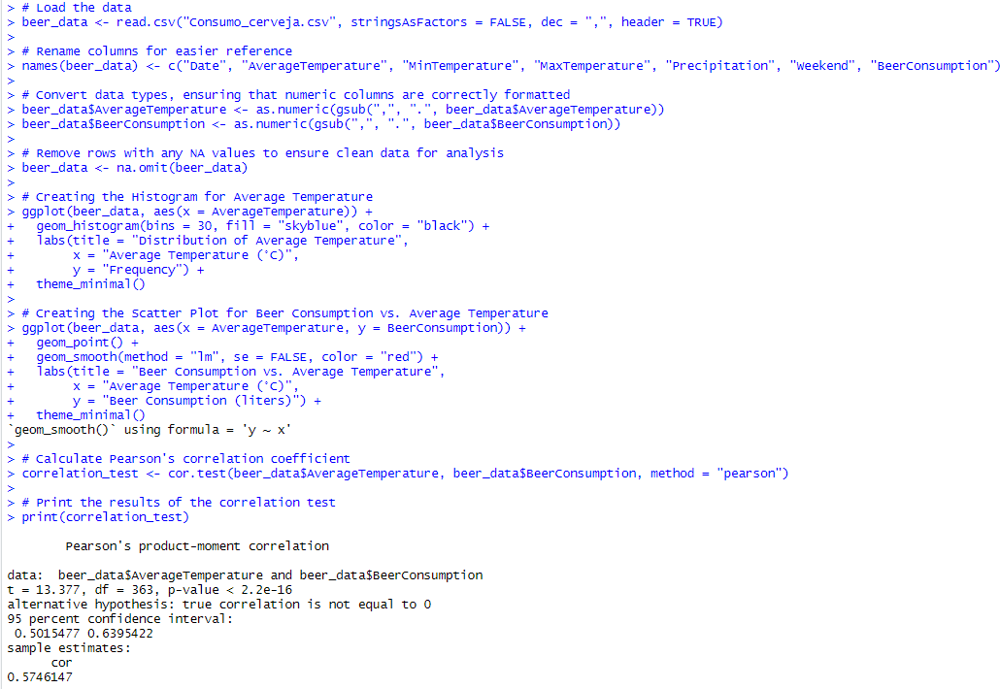 > # Load the data
> beer_data <- read.csv("Consumo_cerveja.csv", stringsAsFactors = FALSE, dec = ",", header = TRUE)
>
> # Rename columns for easier reference
> names(beer_data) <- c("Date", "AverageTemperature", "MinTemperature", "MaxTemperature", "Precipitation", "Weekend", "BeerConsumption")
>
> # Convert data types, ensuring that numeric columns are correctly formatted
> beer_data$AverageTemperature <- as.numeric(gsub(",", ".", beer_data$AverageTemperature))
> beer_data$BeerConsumption <- as.numeric(gsub(",", ".", beer_data$BeerConsumption))
>
> # Remove rows with any NA values to ensure clean data for analysis
> beer_data <- na.omit(beer_data)
>
> # Creating the Histogram for Average Temperature
> ggplot(beer_data, aes(x = AverageTemperature)) +
+   geom_histogram(bins = 30, fill = "skyblue", color = "black") +
+   labs(title = "Distribution of Average Temperature",
+        x = "Average Temperature (°C)",
+        y = "Frequency") +
+   theme_minimal()
>
> # Creating the Scatter Plot for Beer Consumption vs. Average Temperature
> ggplot(beer_data, aes(x = AverageTemperature, y = BeerConsumption)) +
+   geom_point() +
+   geom_smooth(method = "lm", se = FALSE, color = "red") +
+   labs(title = "Beer Consumption vs. Average Temperature",
+        x = "Average Temperature (°C)",
+        y = "Beer Consumption (liters)") +
+   theme_minimal()
`geom_smooth()` using formula = 'y ~ x'
>
> # Calculate Pearson's correlation coefficient
> correlation_test <- cor.test(beer_data$AverageTemperature, beer_data$BeerConsumption, method = "pearson")
>
> # Print the results of the correlation test
> print(correlation_test)

        Pearson's product-moment correlation

data:  beer_data$AverageTemperature and beer_data$BeerConsumption
t = 13.377, df = 363, p-value < 2.2e-16
alternative hypothesis: true correlation is not equal to 0
95 percent confidence interval:
 0.5015477 0.6395422
sample estimates:
      cor
0.5746147